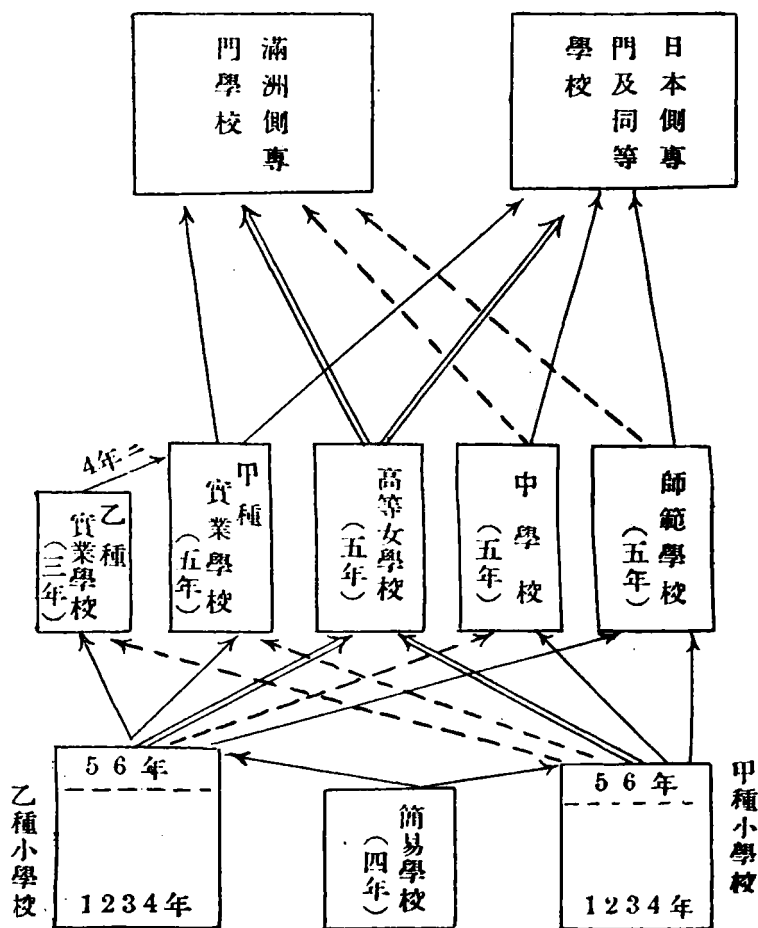 日本側專
門及同等
學校
滿洲側專
門學校
師範學校
(五年)
中學校
(五年)
高等女學校
(五年)
甲種
實業學校
(五年)
4年ニ
乙種
實業學校
(三年)
甲種小學校
5 6 年
1 2 3 4 年
簡易學校
(四年)
5 6 年
1 2 3 4 年
乙種小學校